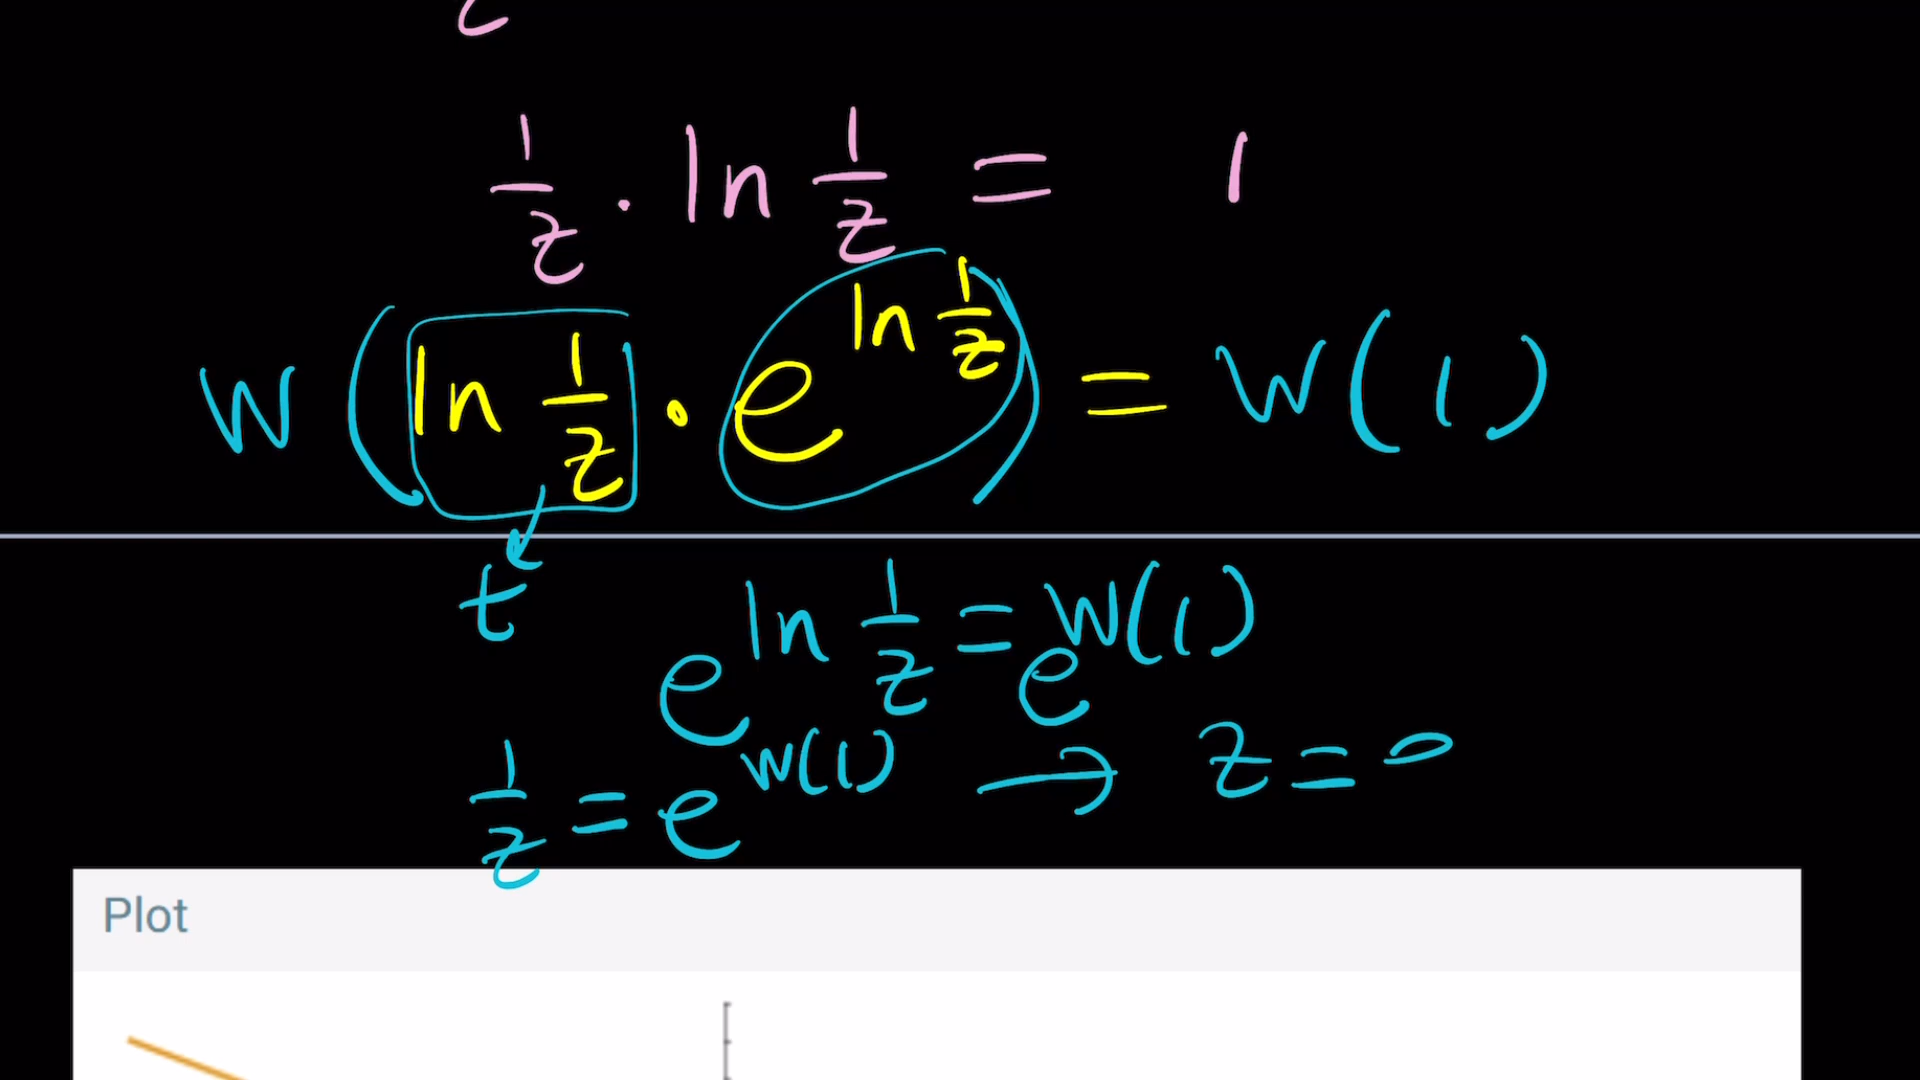 1/z · ln 1/z = 1
W(ln 1/z · e^(ln 1/z)) = W(1)
t
e^(ln 1/z) = e^(W(1))
1/z = e^(W(1)) → z =
Plot